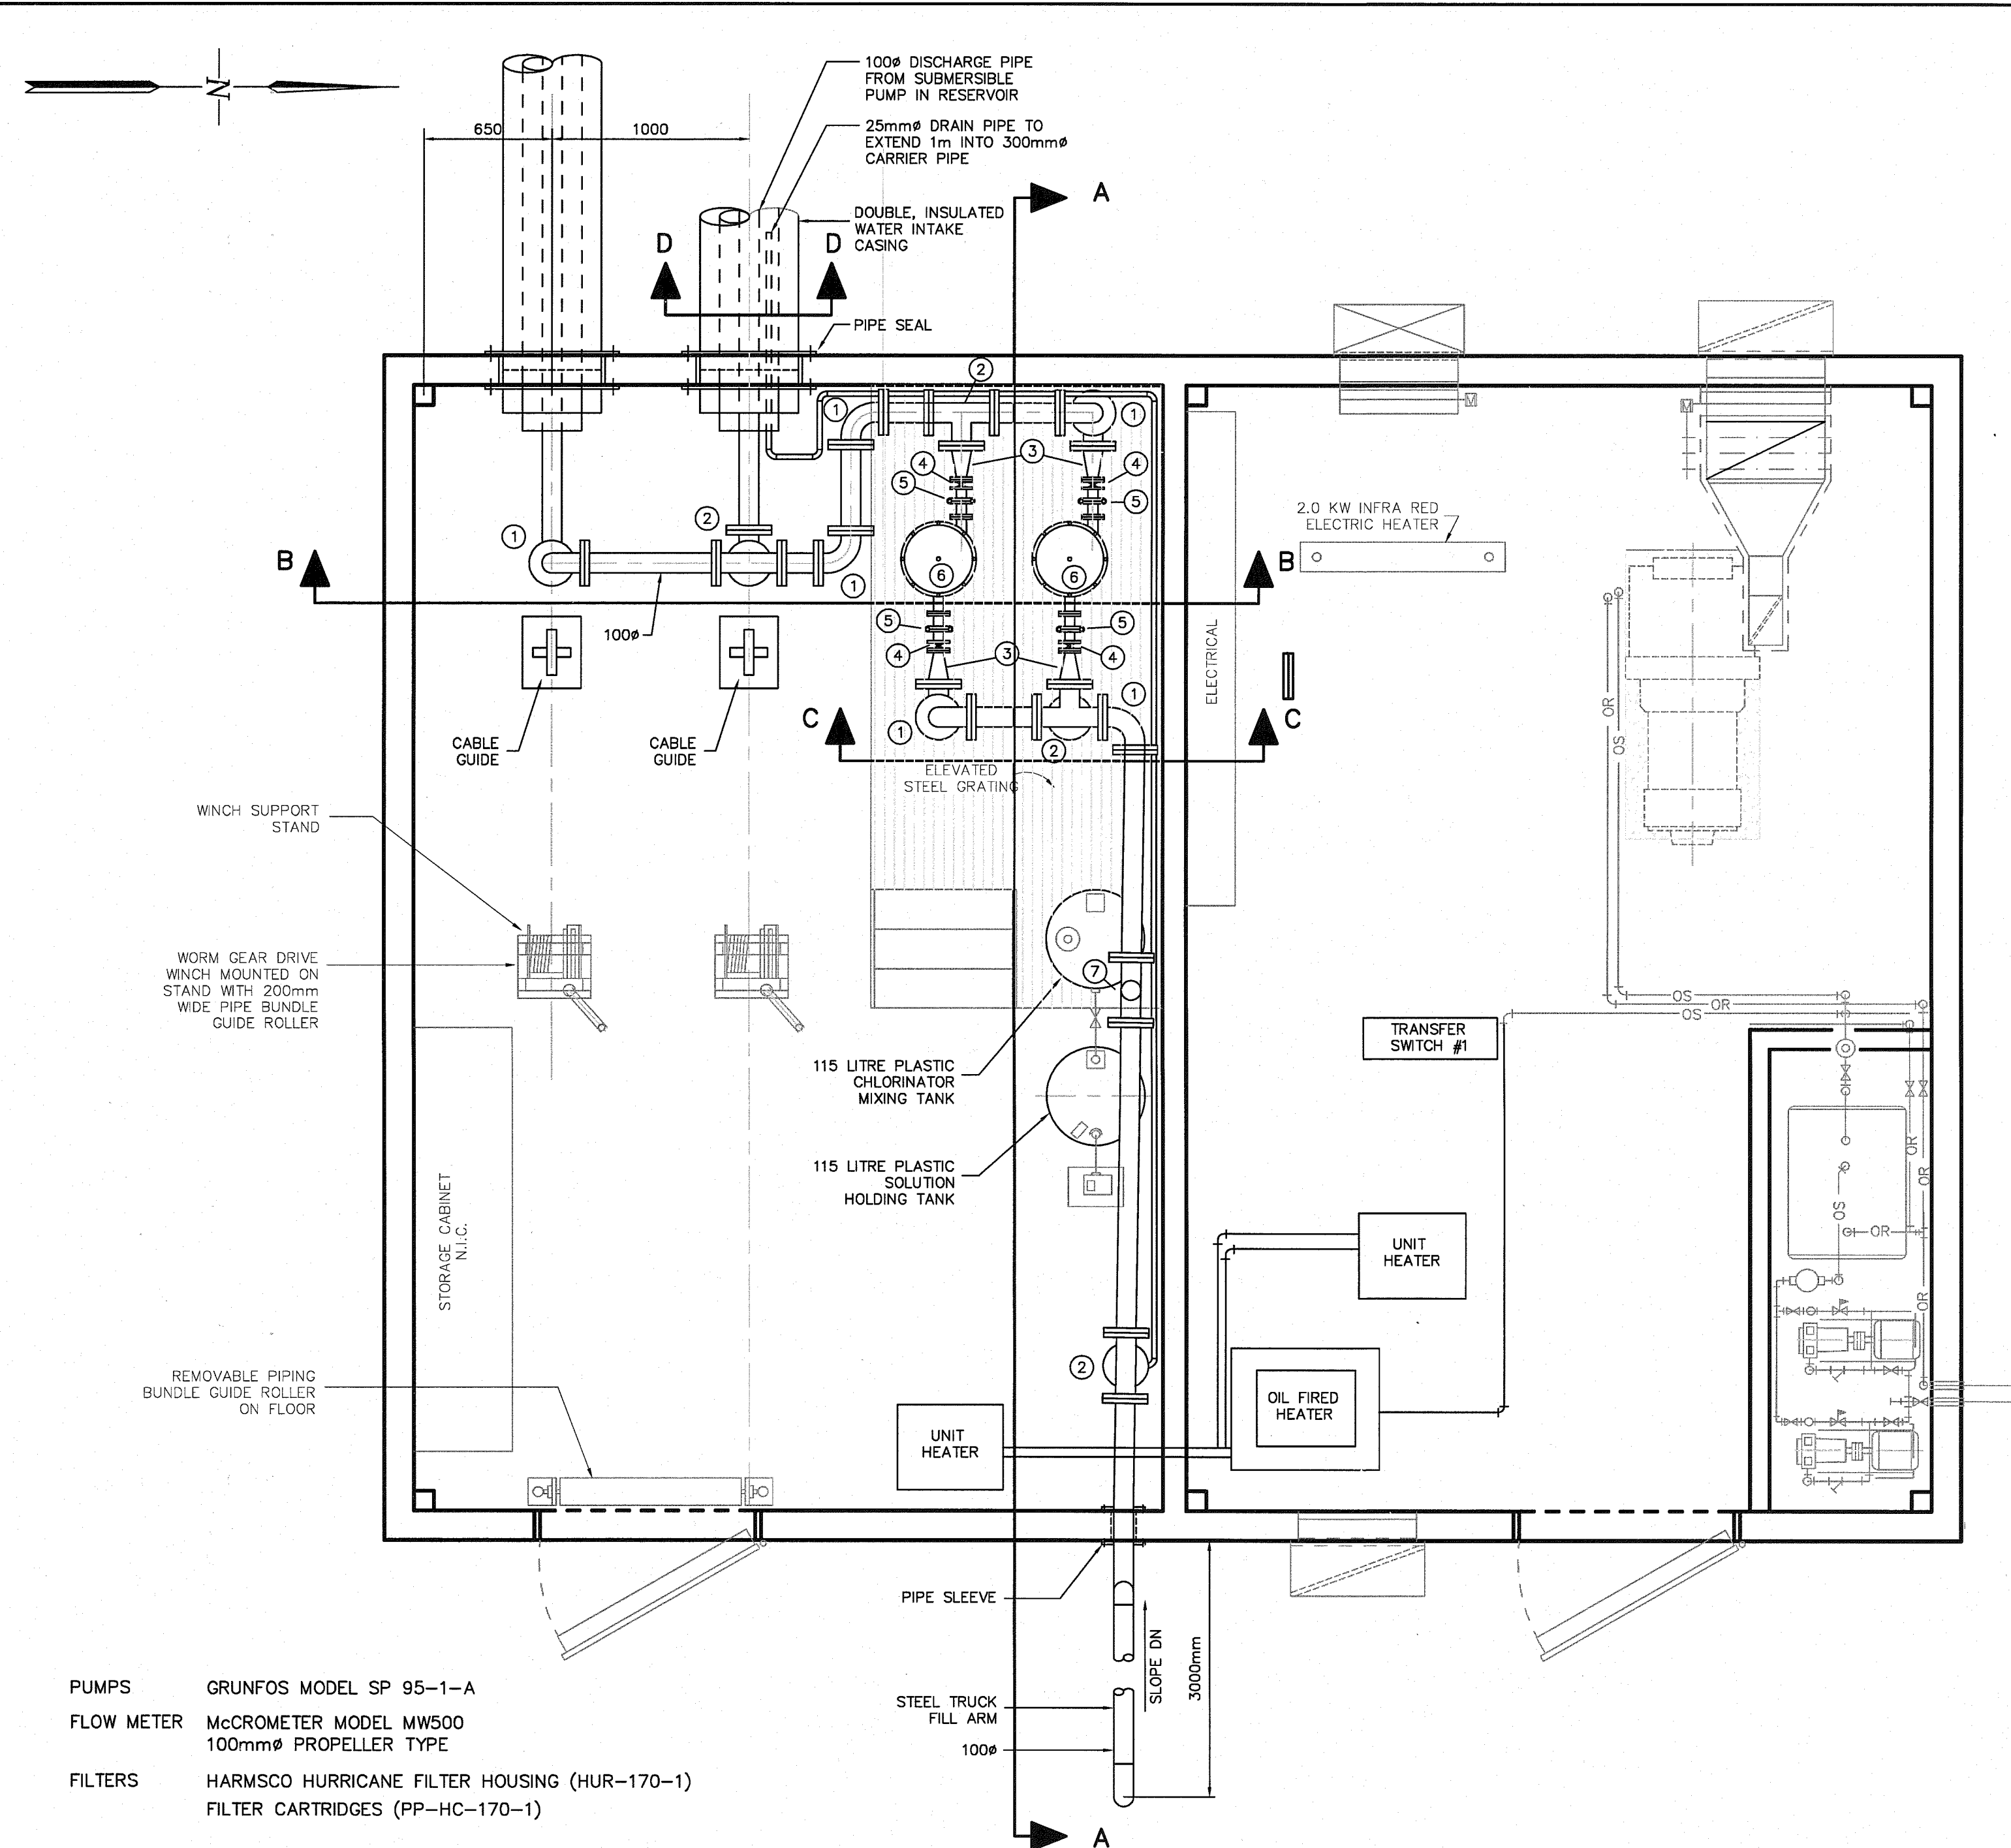 N
100ø DISCHARGE PIPE
FROM SUBMERSIBLE
PUMP IN RESERVOIR
650
1000
25mmø DRAIN PIPE TO
EXTEND 1m INTO 300mmø
CARRIER PIPE
A
DOUBLE, INSULATED
WATER INTAKE
CASING
D
D
PIPE SEAL
2
1
1
3
4
4
5
5
2
1
2.0 KW INFRA RED
ELECTRIC HEATER
B
B
6
6
1
100ø
5
5
4
4
3
ELECTRICAL
OR
OS
1
C
C
1
2
CABLE
GUIDE
CABLE
GUIDE
ELEVATED
STEEL GRATING
WINCH SUPPORT
STAND
M
M
WORM GEAR DRIVE
WINCH MOUNTED ON
STAND WITH 200mm
WIDE PIPE BUNDLE
GUIDE ROLLER
7
OS
OR
OS
TRANSFER
SWITCH #1
115 LITRE PLASTIC
CHLORINATOR
MIXING TANK
115 LITRE PLASTIC
SOLUTION
HOLDING TANK
OR
OR
OS
OR
OR
STORAGE CABINET
N.I.C.
UNIT
HEATER
REMOVABLE PIPING
BUNDLE GUIDE ROLLER
ON FLOOR
2
OIL FIRED
HEATER
UNIT
HEATER
PIPE SLEEVE
SLOPE DN
3000mm
STEEL TRUCK
FILL ARM
100ø
PUMPS GRUNFOS MODEL SP 95-1-A
FLOW METER McCROMETER MODEL MW500
100mmø PROPELLER TYPE
FILTERS HARMSCO HURRICANE FILTER HOUSING (HUR-170-1)
FILTER CARTRIDGES (PP-HC-170-1)
A